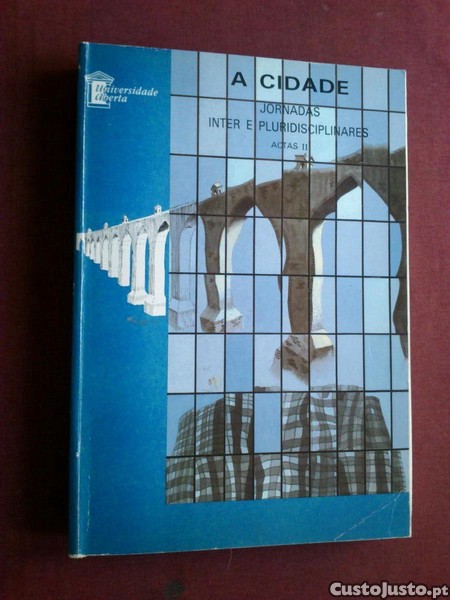 Universidade
Aberta
A CIDADE
JORNADAS
INTER E PLURIDISCIPLINARES
ACTAS II
CustoJusto.pt